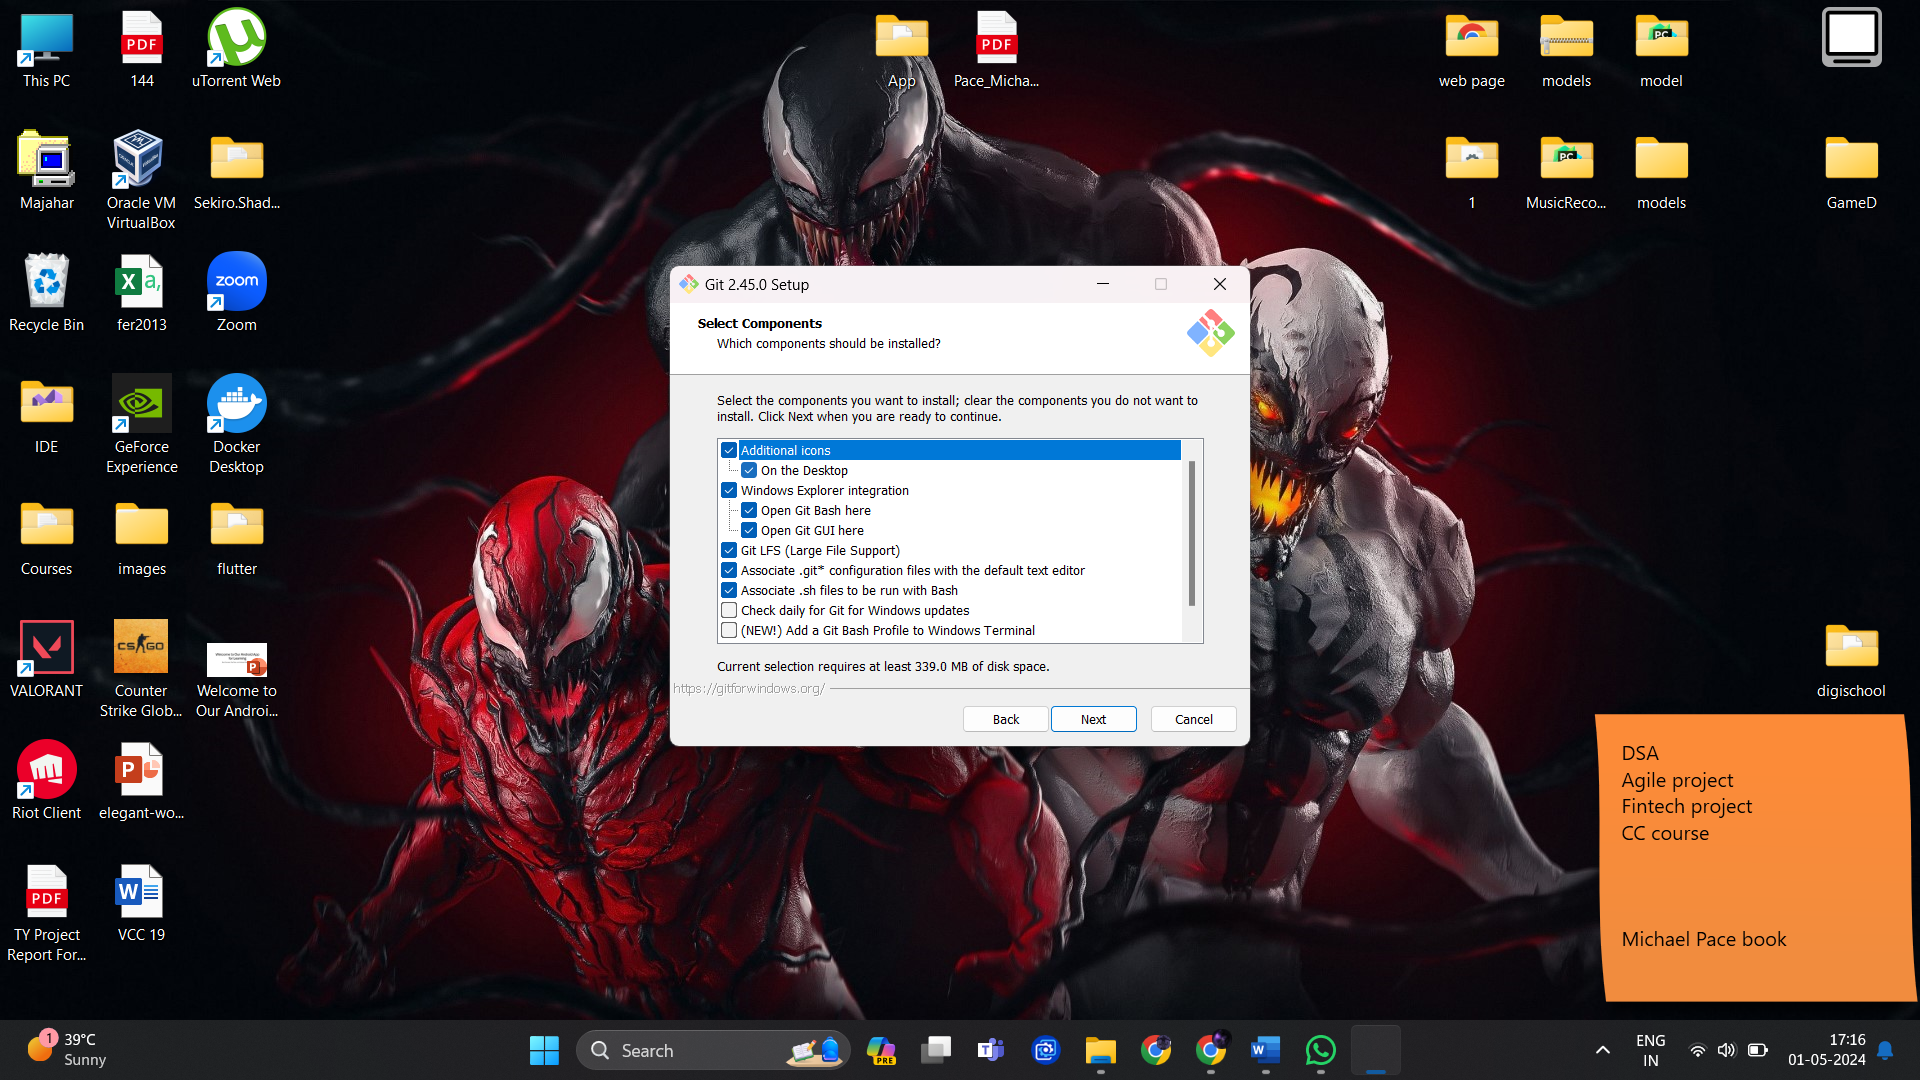 This PC
144
uTorrent Web
App
Pace_Micha...
web page
models
model
Majahar
Oracle VM
VirtualBox
Sekiro.Shad...
1
MusicReco...
models
GameD
Recycle Bin
fer2013
zoom
Zoom
Git 2.45.0 Setup
Select Components
Which components should be installed?
Select the components you want to install; clear the components you do not want to
install. Click Next when you are ready to continue.
Additional icons
On the Desktop
Windows Explorer integration
Open Git Bash here
Open Git GUI here
Git LFS (Large File Support)
Associate .git* configuration files with the default text editor
Associate .sh files to be run with Bash
Check daily for Git for Windows updates
(NEW!) Add a Git Bash Profile to Windows Terminal
Current selection requires at least 339.0 MB of disk space.
https://gitforwindows.org/
Back
Next
Cancel
IDE
GeForce
Experience
Docker
Desktop
Courses
images
flutter
VALORANT
CS GO
Counter
Strike Glob...
Welcome to
Our Androi...
digischool
Riot Client
elegant-wo...
TY Project
Report For...
VCC 19
DSA
Agile project
Fintech project
CC course
Michael Pace book
PDF
PDF
PDF
1
39°C
Sunny
Search
PRE
ENG
IN
17:16
01-05-2024